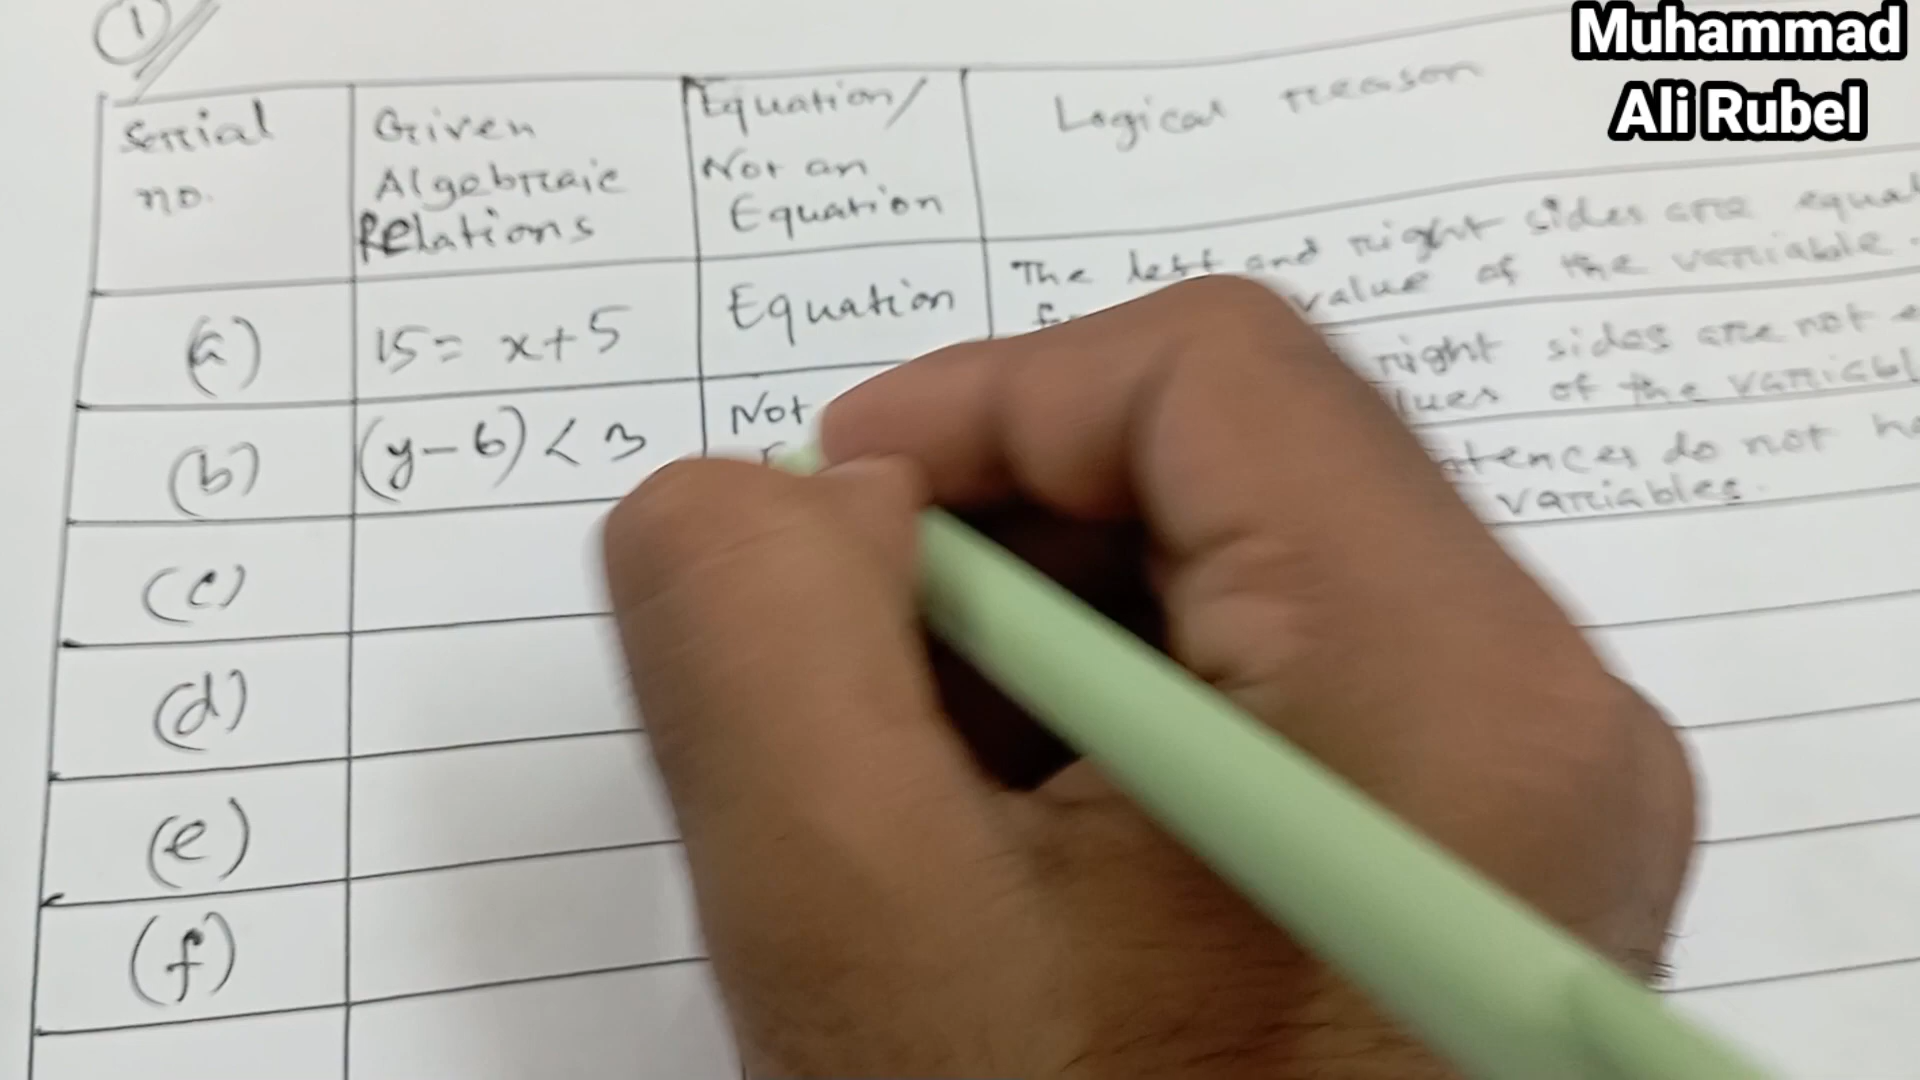 Muhammad
Ali Rubel
1
Serial
no.
Given
Algebraic
Relations
Equation/
Not an
Equation
Logical reason
(a)
15 = x+5
Equation
The left and right sides are equal
value of the variable.
(b)
(y-6) < 3
Not
right sides are not
of the
do not
variables.
(c)
(d)
(e)
(f)